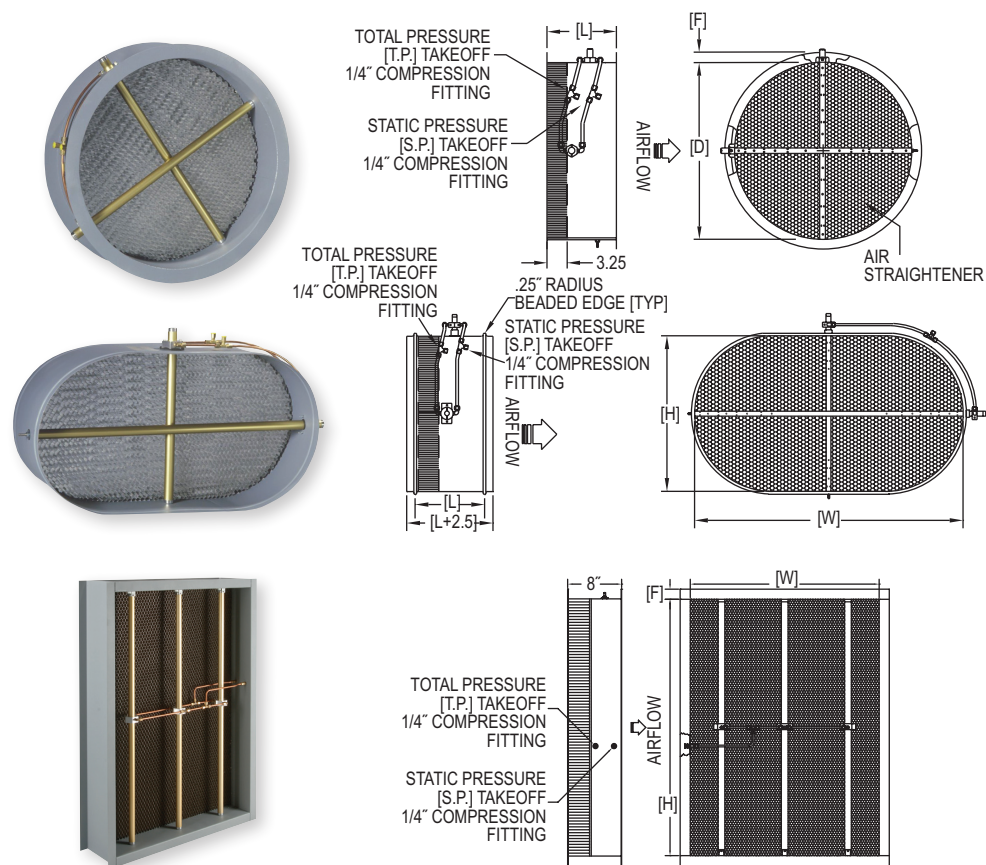 [L]
[F]
TOTAL PRESSURE
[T.P.] TAKEOFF
1/4˝ COMPRESSION
FITTING
STATIC PRESSURE
[S.P.] TAKEOFF
1/4˝ COMPRESSION
FITTING
AIRFLOW
[D]
3.25
AIR
STRAIGHTENER
TOTAL PRESSURE
[T.P.] TAKEOFF
1/4˝ COMPRESSION
FITTING
.25˝ RADIUS
BEADED EDGE [TYP]
STATIC PRESSURE
[S.P.] TAKEOFF
1/4˝ COMPRESSION
FITTING
AIRFLOW
[H]
[L]
[L+2.5]
[W]
8˝
[F]
[W]
TOTAL PRESSURE
[T.P.] TAKEOFF
1/4˝ COMPRESSION
FITTING
AIRFLOW
STATIC PRESSURE
[S.P.] TAKEOFF
1/4˝ COMPRESSION
FITTING
[H]